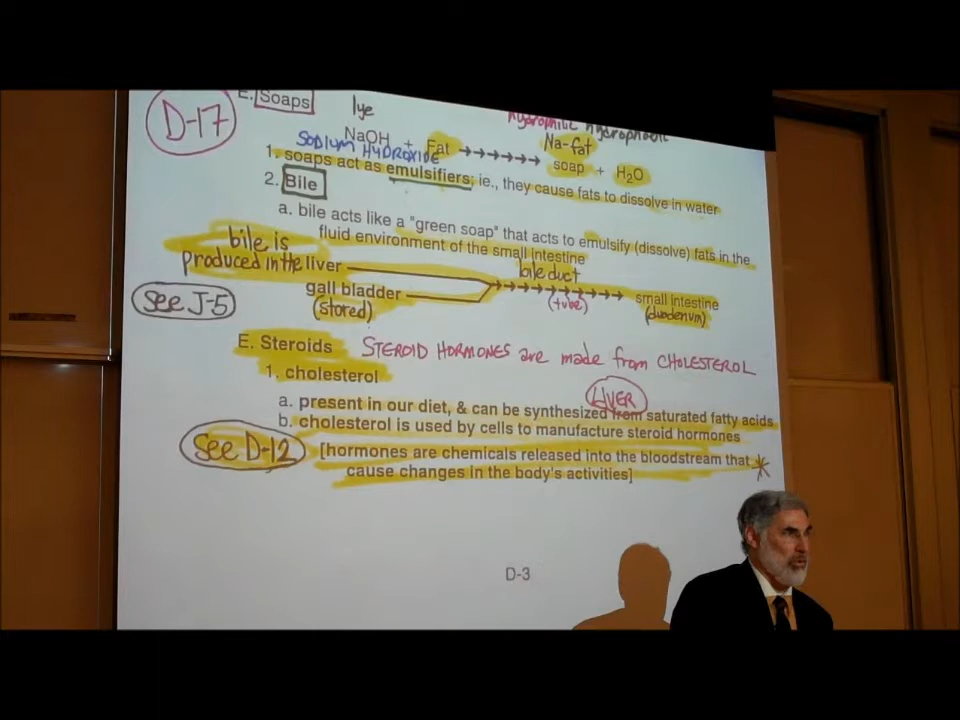 D-17
E. Soaps
lye
hydrophilic hydrophobic
NaOH + Fat Na-fat
SODIUM HYDROXIDE
soap + H2O
1. soaps act as emulsifiers; ie., they cause fats to dissolve in water
2. Bile
a. bile acts like a "green soap" that acts to emulsify (dissolve) fats in the
fluid environment of the small intestine
bile is
produced in the liver
bile duct
(tube)
gall bladder
(stored)
small intestine
(duodenum)
see J-5
E. Steroids
STEROID HORMONES are made from CHOLESTEROL
1. cholesterol
LIVER
a. present in our diet, & can be synthesized from saturated fatty acids
b. cholesterol is used by cells to manufacture steroid hormones
see D-12
[hormones are chemicals released into the bloodstream that *
cause changes in the body's activities]
D-3